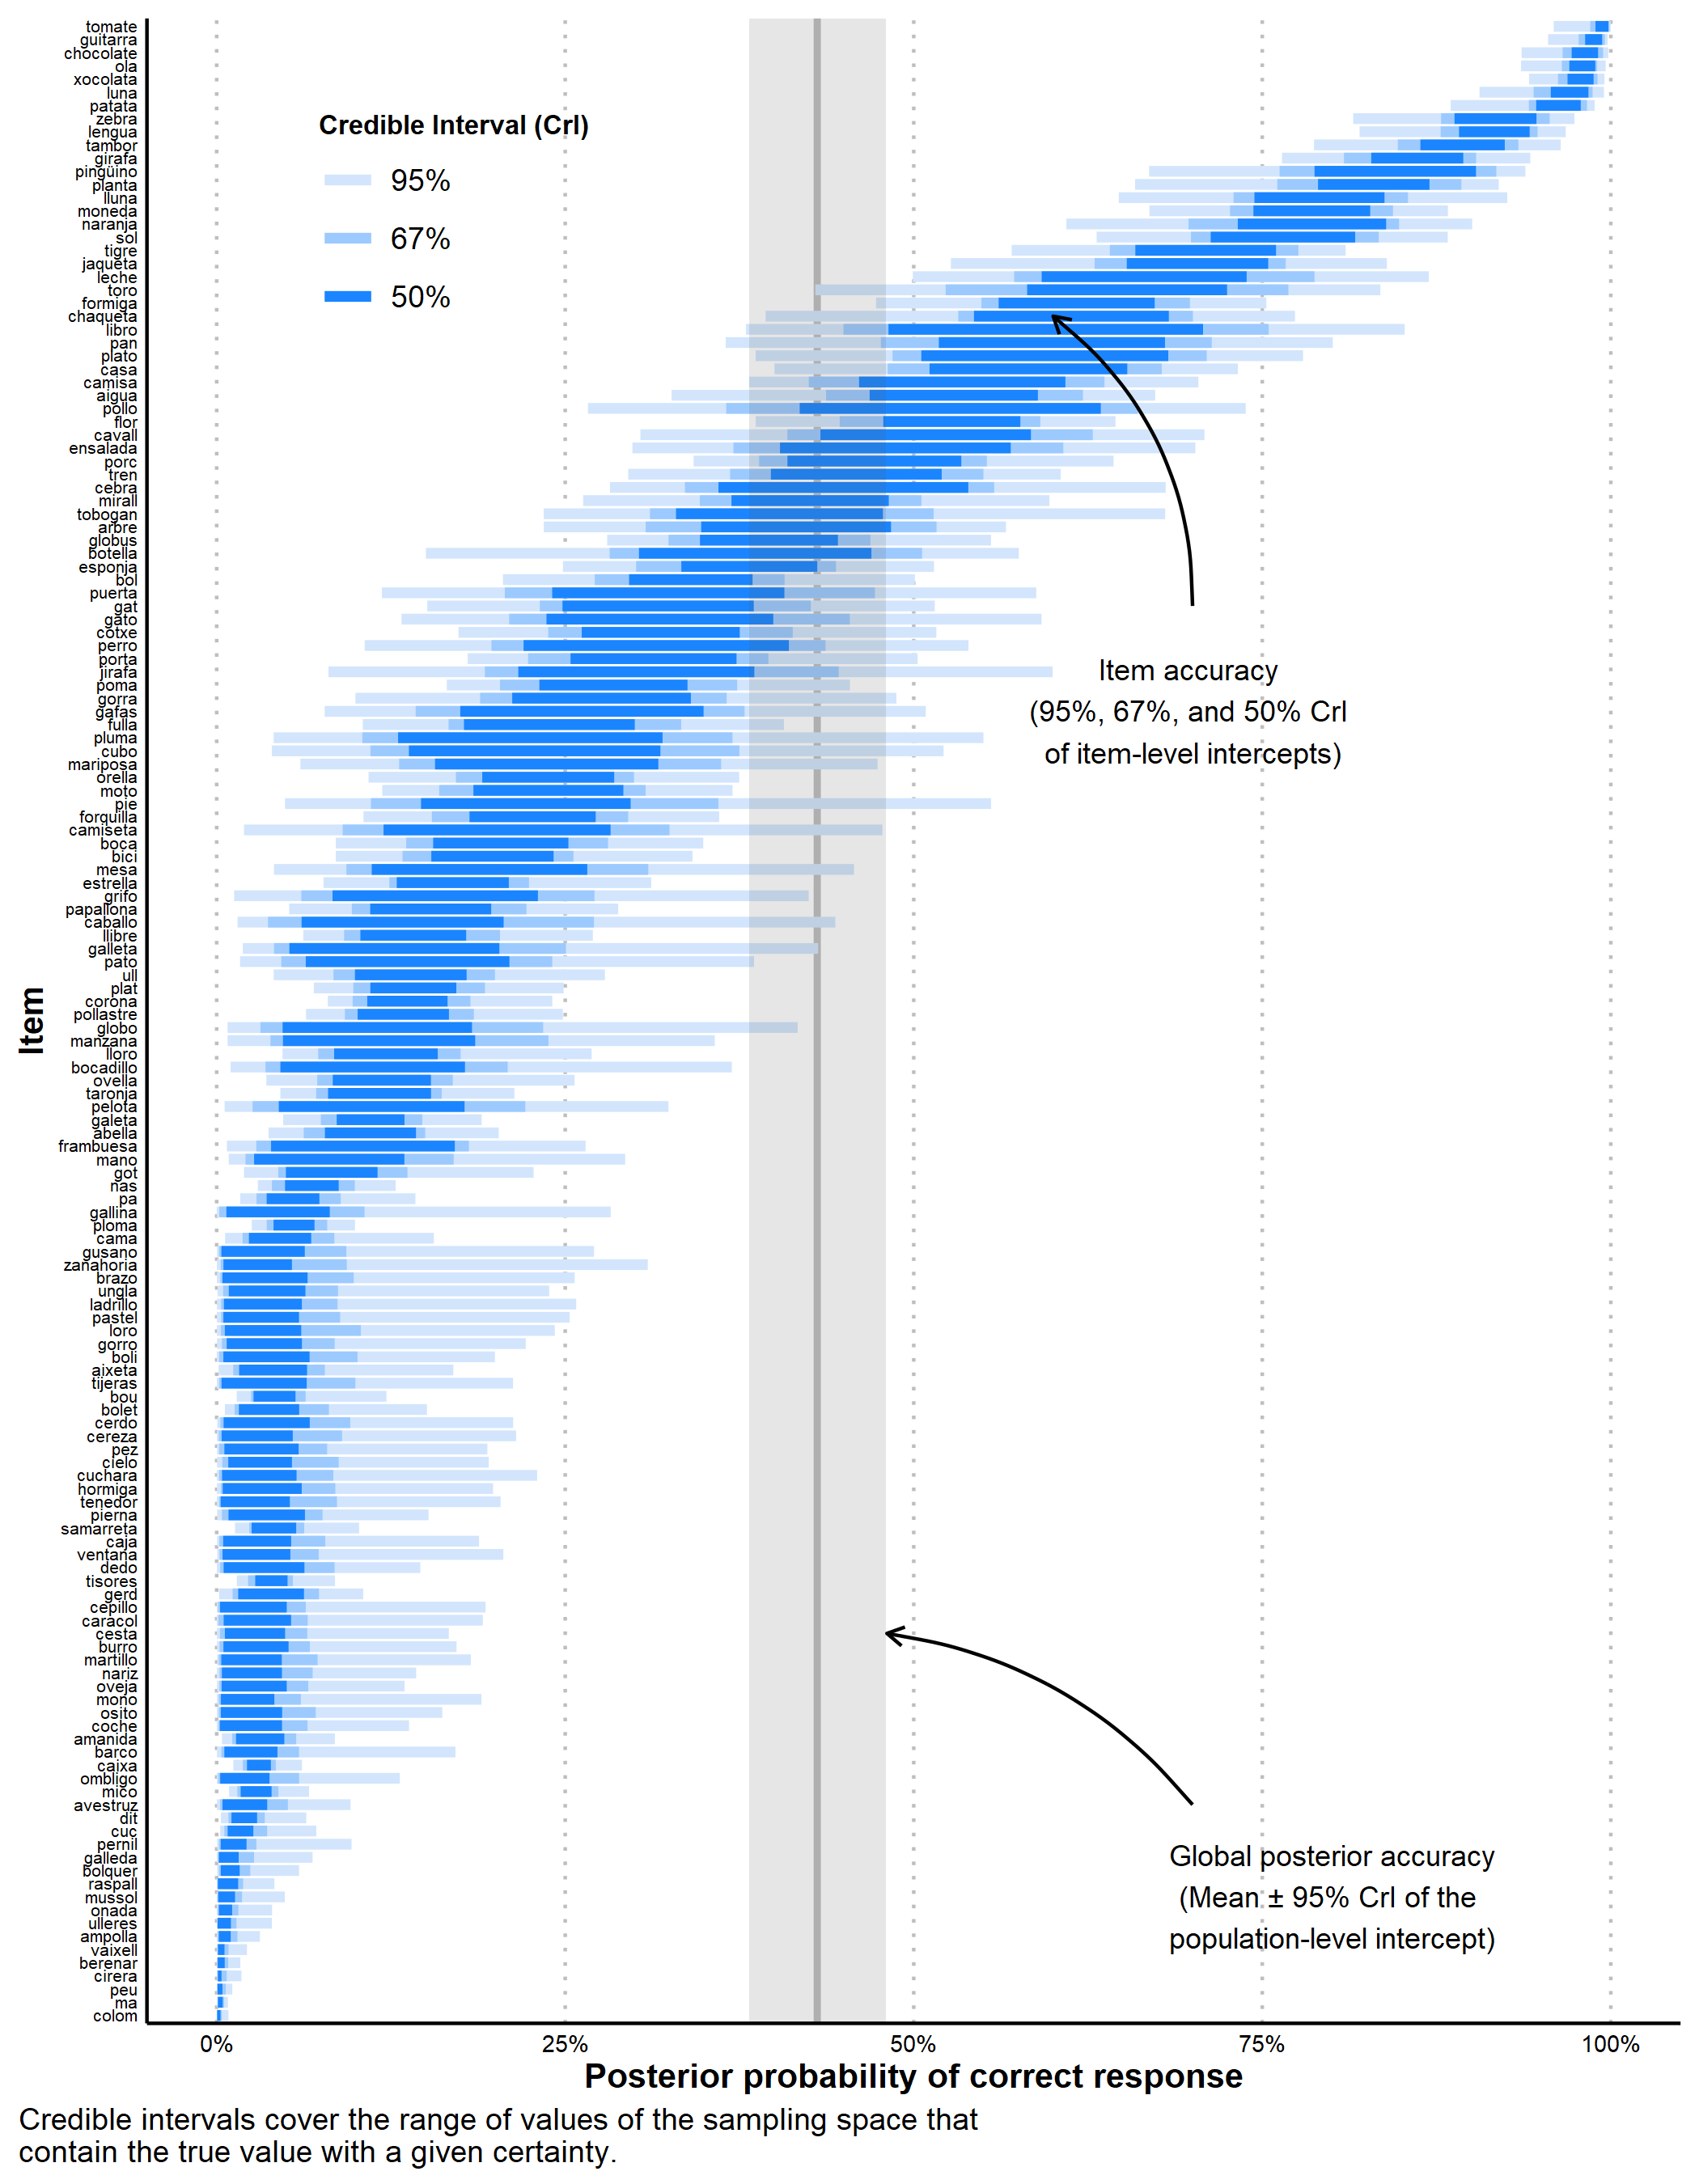 tomate
guitarra
chocolate
ola
xocolata
luna
patata
zebra
lengua
tambor
girafa
pingüino
planta
lluna
moneda
naranja
sol
tigre
jaqueta
leche
toro
formiga
chaqueta
libro
pan
plato
casa
camisa
aigua
pollo
flor
cavall
ensalada
porc
tren
cebra
mirall
tobogan
arbre
globus
botella
esponja
bol
puerta
gat
gato
cotxe
perro
porta
jirafa
poma
gorra
gafas
fulla
pluma
cubo
mariposa
orella
moto
pie
forquilla
camiseta
boca
bici
mesa
estrella
grifo
papallona
caballo
llibre
galleta
pato
ull
plat
corona
pollastre
globo
manzana
lloro
bocadillo
ovella
taronja
pelota
galeta
abella
frambuesa
mano
got
nas
pa
gallina
ploma
cama
gusano
zanahoria
brazo
ungla
ladrillo
pastel
loro
gorro
boli
aixeta
tijeras
bou
bolet
cerdo
cereza
pez
cielo
cuchara
hormiga
tenedor
pierna
samarreta
caja
ventana
dedo
tisores
gerd
cepillo
caracol
cesta
burro
martillo
nariz
oveja
mono
osito
coche
amanida
barco
caixa
ombligo
mico
avestruz
dit
cuc
pernil
galleda
bolquer
raspall
mussol
onada
ulleres
ampolla
vaixell
berenar
cirera
peu
ma
colom
Item
Credible Interval (CrI)
95%
67%
50%
Item accuracy
(95%, 67%, and 50% CrI
of item-level intercepts)
Global posterior accuracy
(Mean ± 95% CrI of the
population-level intercept)
0%
25%
50%
75%
100%
Posterior probability of correct response
Credible intervals cover the range of values of the sampling space that
contain the true value with a given certainty.